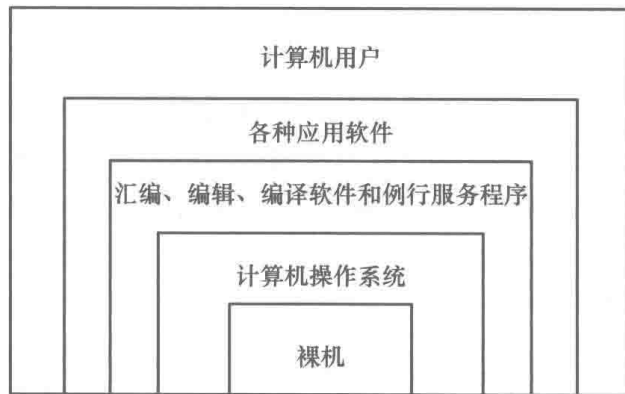 计算机用户
各种应用软件
汇编、编辑、编译软件和例行服务程序
计算机操作系统
裸机